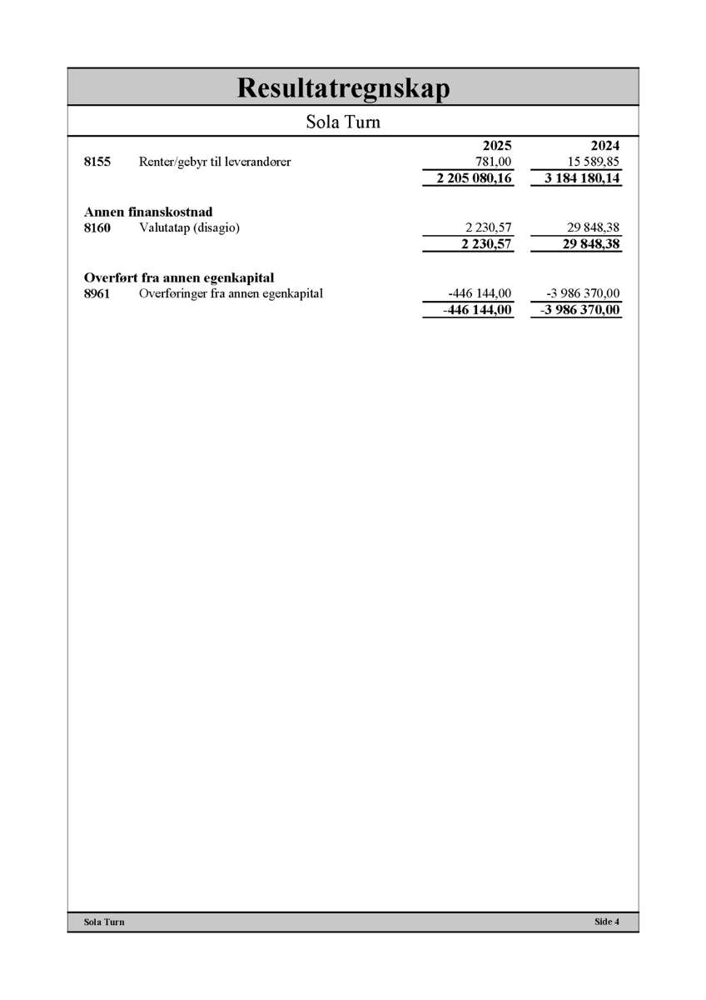 Resultatregnskap
Sola Turn
2025 2024
8155 Renter/gebyr til leverandører 781,00 15 589,85
2 205 080,16 3 184 180,14
Annen finanskostnad
8160 Valutatap (disagio) 2 230,57 29 848,38
2 230,57 29 848,38
Overført fra annen egenkapital
8961 Overføringer fra annen egenkapital -446 144,00 -3 986 370,00
-446 144,00 -3 986 370,00
Sola Turn Side 4